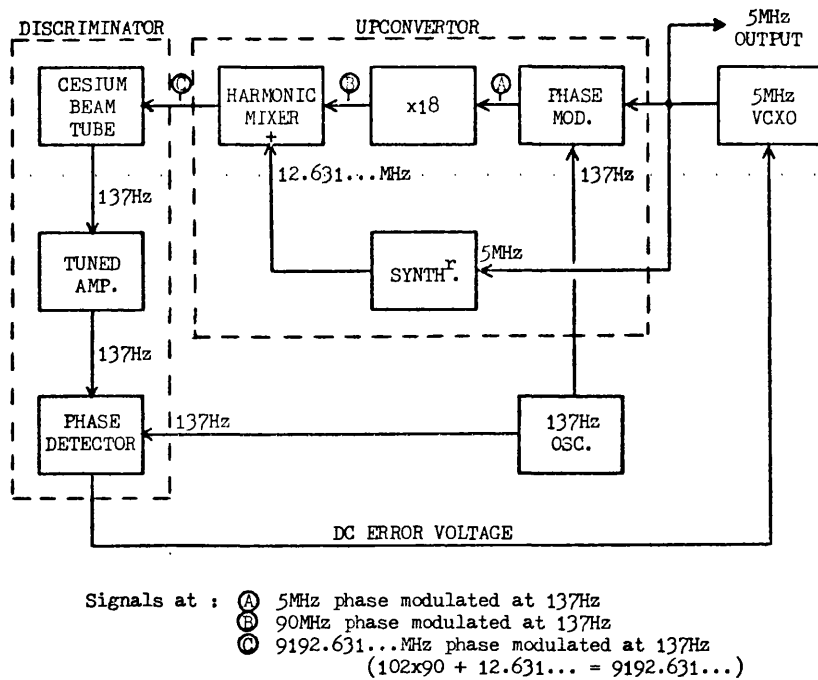 DISCRIMINATOR
UPCONVERTOR
5MHz
OUTPUT
CESIUM
BEAM
TUBE
Ⓒ
HARMONIC
MIXER
+
Ⓑ
x18
Ⓐ
PHASE
MOD.
5MHz
VCXO
137Hz
12.631...MHz
137Hz
TUNED
AMP.
SYNTHr.
5MHz
137Hz
PHASE
DETECTOR
137Hz
137Hz
OSC.
DC ERROR VOLTAGE
Signals at : Ⓐ 5MHz phase modulated at 137Hz
Ⓑ 90MHz phase modulated at 137Hz
Ⓒ 9192.631...MHz phase modulated at 137Hz
(102x90 + 12.631... = 9192.631...)